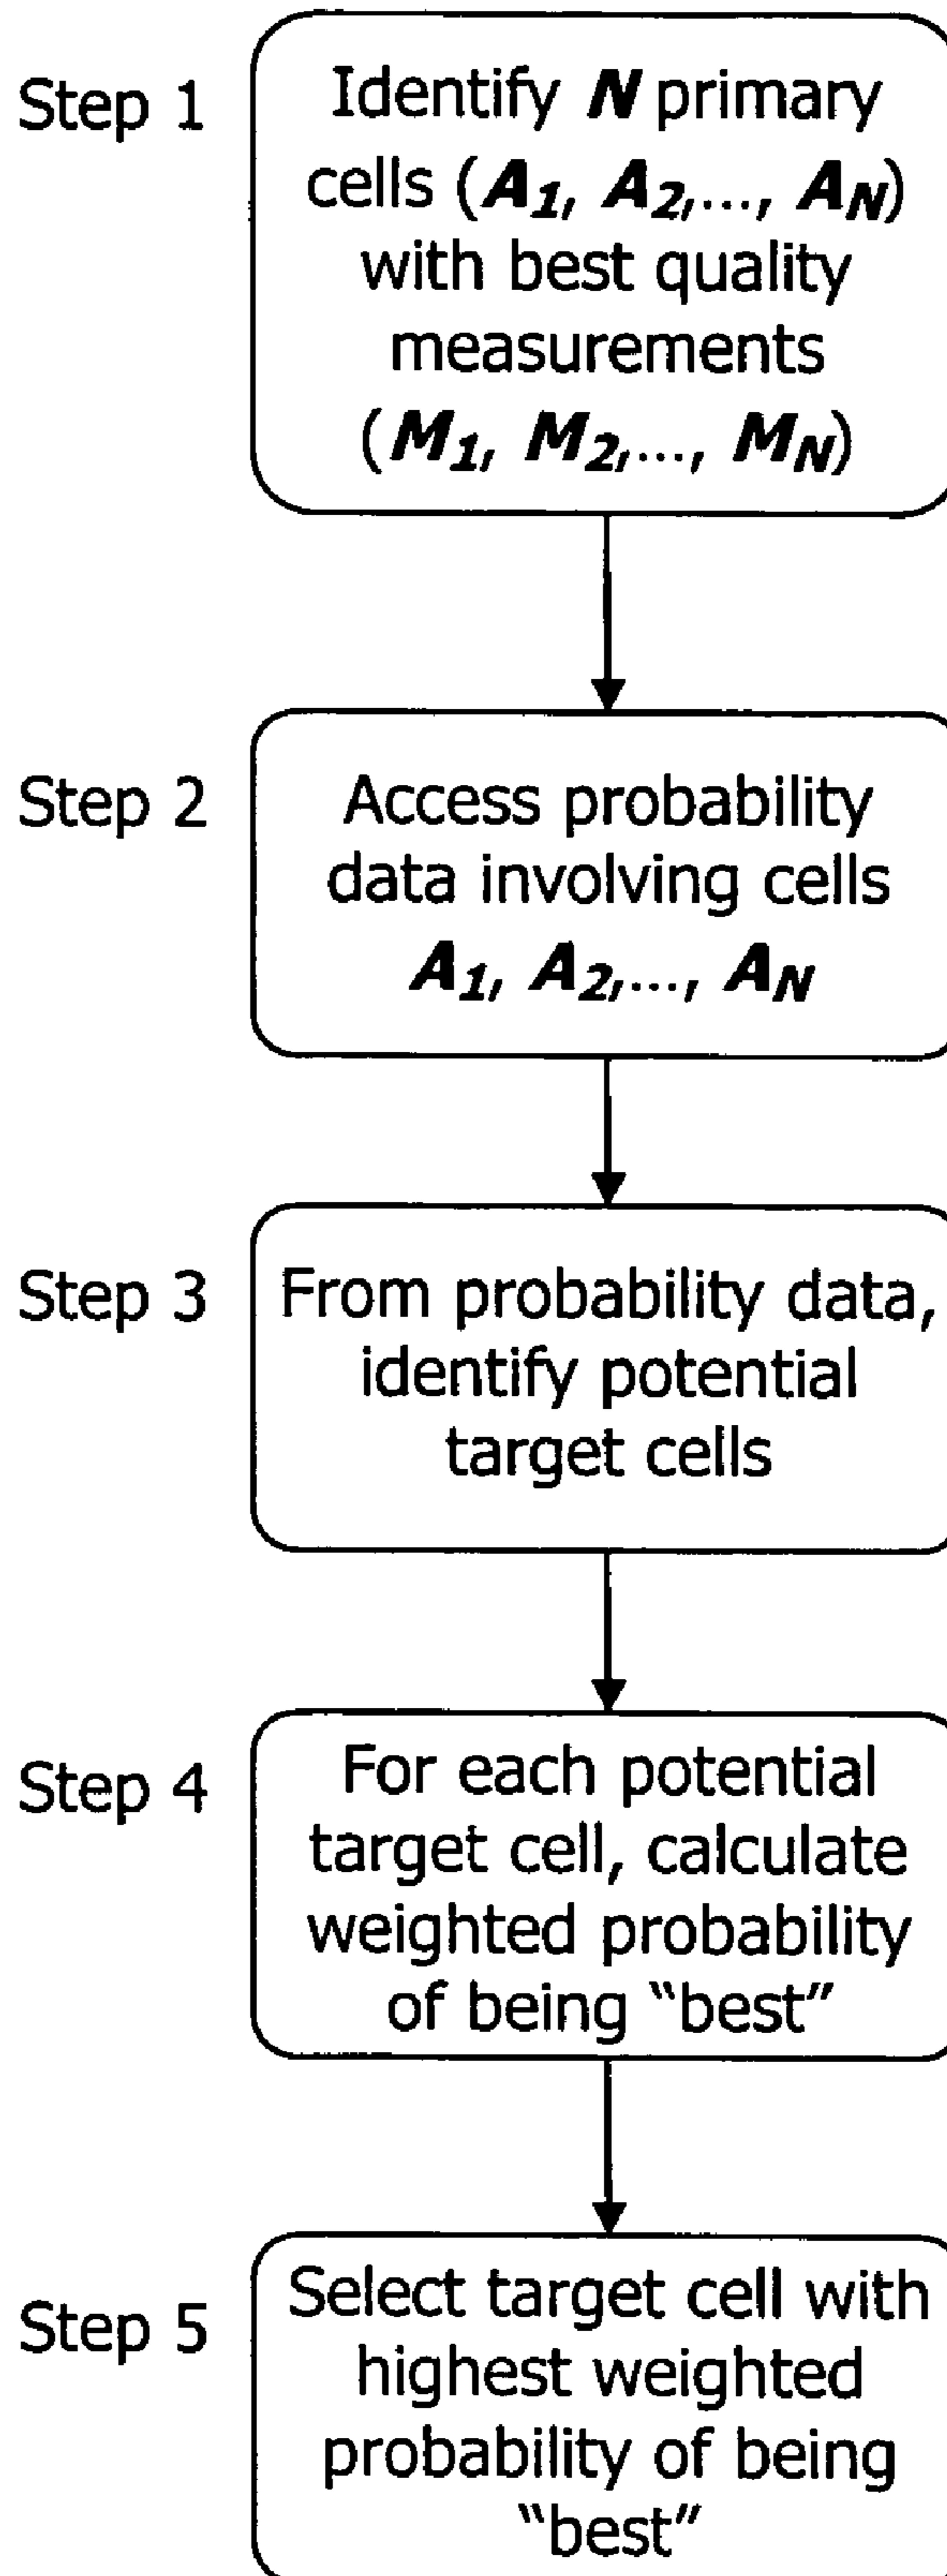 Step 1
Identify N primary
cells (A1, A2,..., AN)
with best quality
measurements
(M1, M2,..., MN)
Step 2
Access probability
data involving cells
A1, A2,..., AN
Step 3
From probability data,
identify potential
target cells
Step 4
For each potential
target cell, calculate
weighted probability
of being “best”
Step 5
Select target cell with
highest weighted
probability of being
“best”